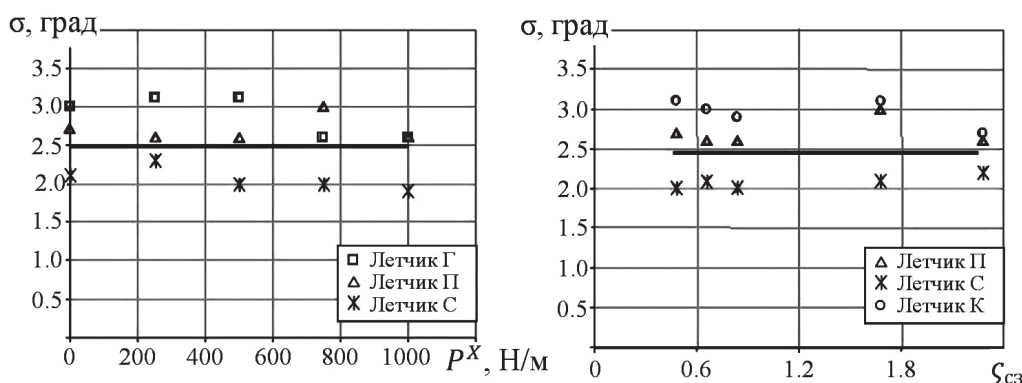 σ, град
3.5
3.0
2.5
2.0
1.5
1.0
0.5
0 200 400 600 800 1000 P^X, Н/м
Летчик Г
Летчик П
Летчик С
σ, град
3.5
3.0
2.5
2.0
1.5
1.0
0.5
0 0.6 1.2 1.8 ςсз
Летчик П
Летчик С
Летчик К